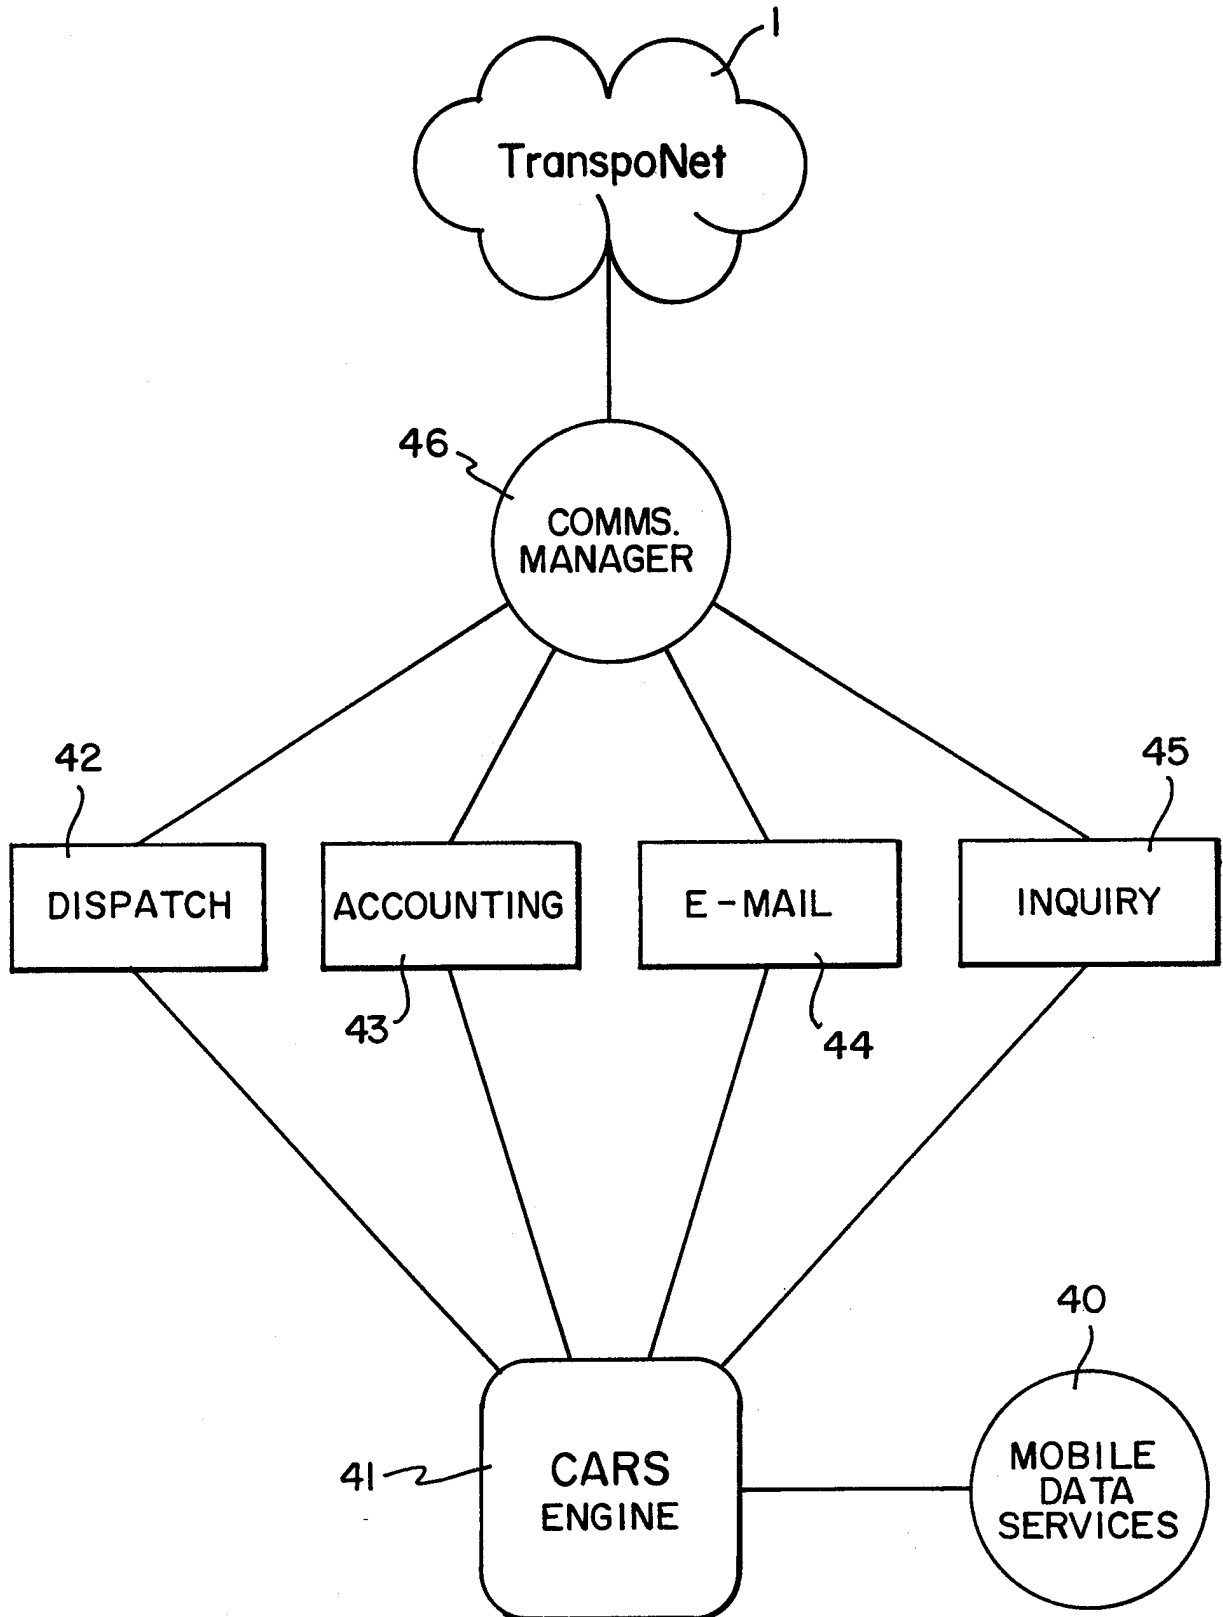 1
TranspoNet
46
COMMS.
MANAGER
42
45
DISPATCH
ACCOUNTING
E-MAIL
INQUIRY
43
44
40
41
CARS
ENGINE
MOBILE
DATA
SERVICES